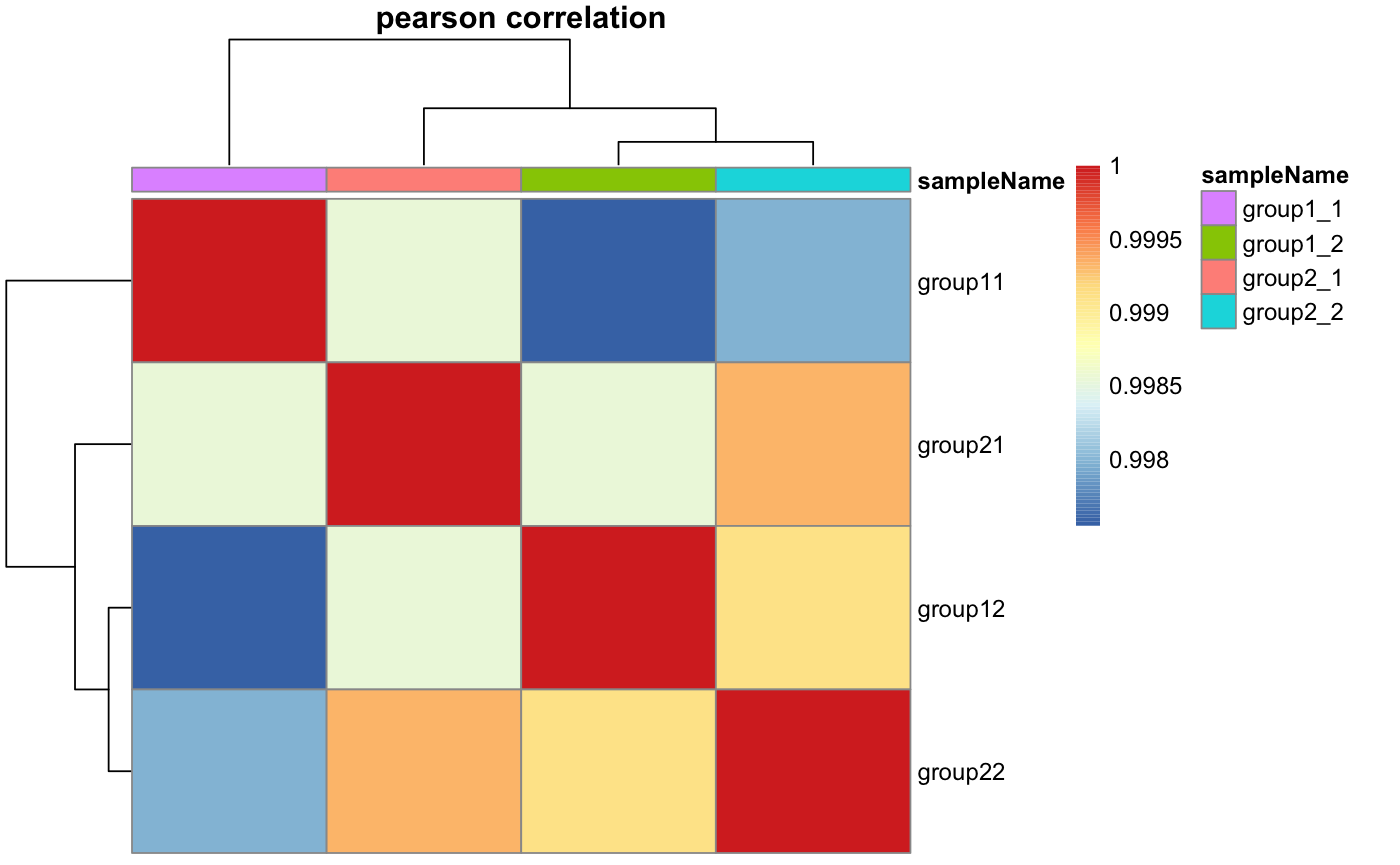 pearson correlation
sampleName
group11
group21
group12
group22
1
0.9995
0.999
0.9985
0.998
sampleName
group1_1
group1_2
group2_1
group2_2